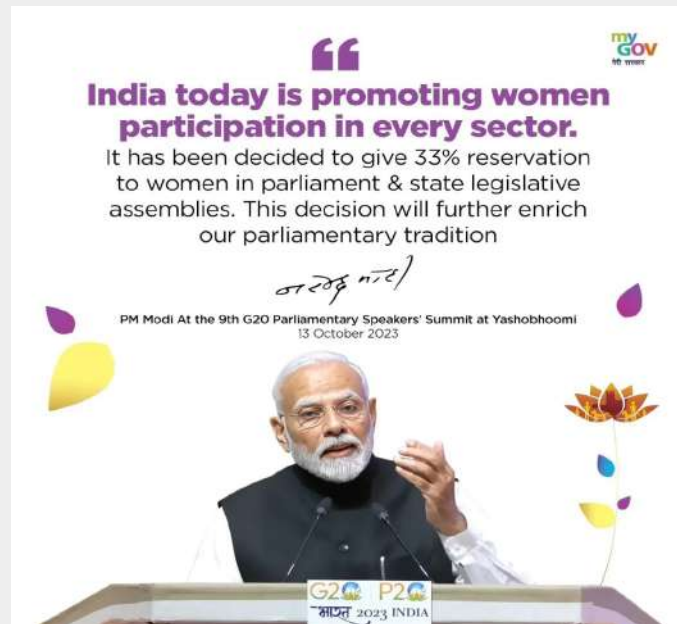 my
GOV
मेरी सरकार
India today is promoting women
participation in every sector.
It has been decided to give 33% reservation
to women in parliament & state legislative
assemblies. This decision will further enrich
our parliamentary tradition
PM Modi At the 9th G20 Parliamentary Speakers' Summit at Yashobhoomi
13 October 2023
G20 P20
भारत 2023 INDIA